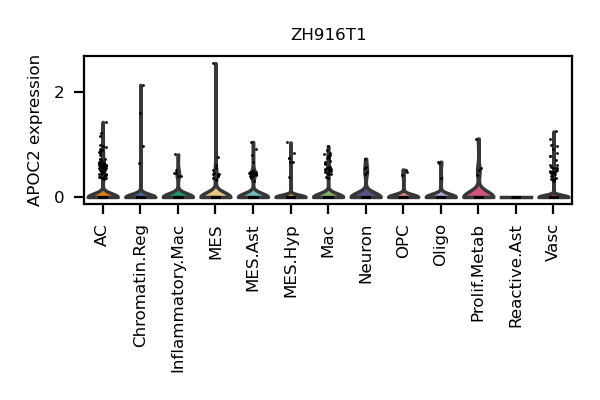 ZH916T1
APOC2 expression
2
0
AC
Chromatin.Reg
Inflammatory.Mac
MES
MES.Ast
MES.Hyp
Mac
Neuron
OPC
Oligo
Prolif.Metab
Reactive.Ast
Vasc